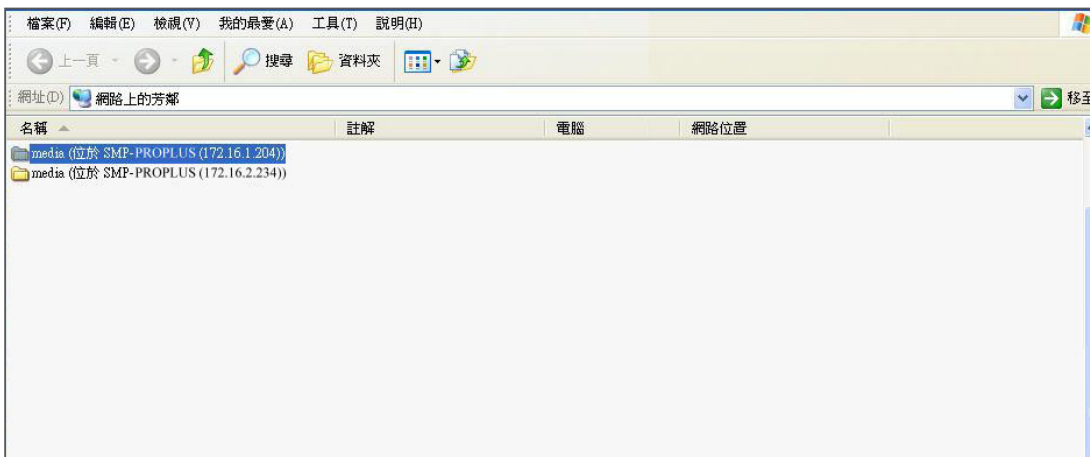 檔案(F) 編輯(E) 檢視(V) 我的最愛(A) 工具(T) 說明(H)
上一頁 搜尋 資料夾
網址(D) 網路上的芳鄰 移至
名稱 註解 電腦 網路位置
media (位於 SMP-PROPLUS (172.16.1.204))
media (位於 SMP-PROPLUS (172.16.2.234))